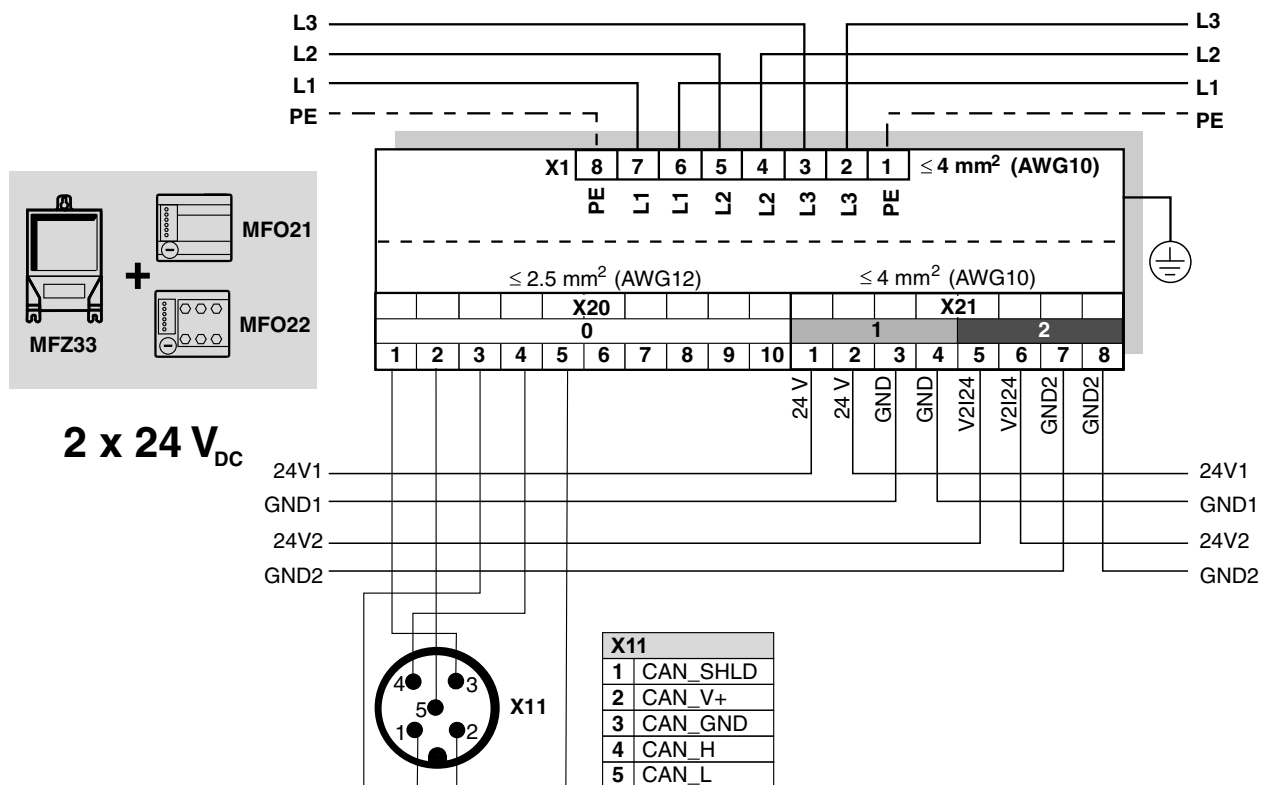 L3 L3
L2 L2
L1 L1
PE PE
X1 8 7 6 5 4 3 2 1 ≤ 4 mm² (AWG10)
PE L1 L1 L2 L2 L3 L3 PE
MFO21
+
MFO22
MFZ33
≤ 2.5 mm² (AWG12) ≤ 4 mm² (AWG10)
X20 X21
0 1 2
1 2 3 4 5 6 7 8 9 10 1 2 3 4 5 6 7 8
24 V 24 V GND GND V2I24 V2I24 GND2 GND2
2 x 24 V_DC
24V1 24V1
GND1 GND1
24V2 24V2
GND2 GND2
4 3
5 X11
1 2
X11
1 CAN_SHLD
2 CAN_V+
3 CAN_GND
4 CAN_H
5 CAN_L